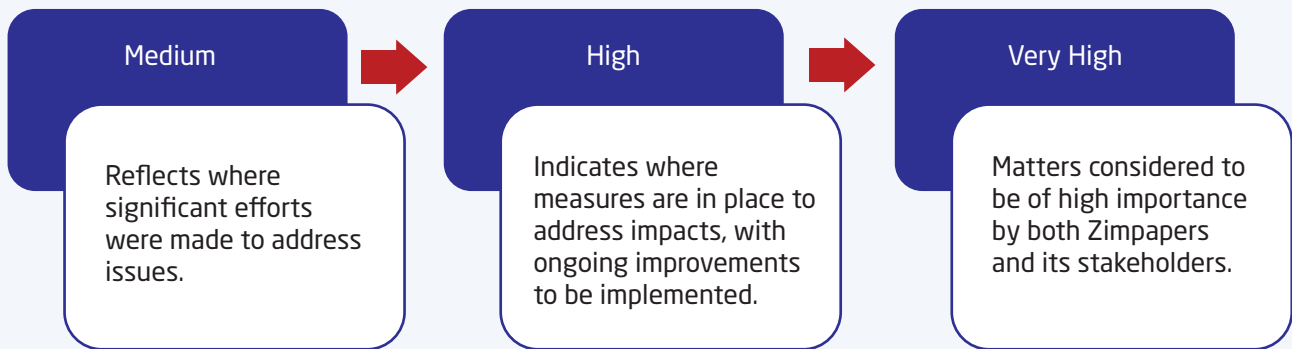 Medium
Reflects where
significant efforts
were made to address
issues.
High
Indicates where
measures are in place to
address impacts, with
ongoing improvements
to be implemented.
Very High
Matters considered to
be of high importance
by both Zimpapers
and its stakeholders.